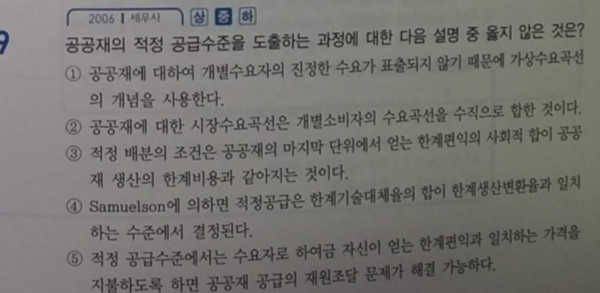 2006 세무사 상 중 하
9
공공재의 적정 공급수준을 도출하는 과정에 대한 다음 설명 중 옳지 않은 것은?
① 공공재에 대하여 개별수요자의 진정한 수요가 표출되지 않기 때문에 가상수요곡선
의 개념을 사용한다.
② 공공재에 대한 시장수요곡선은 개별소비자의 수요곡선을 수직으로 합한 것이다.
③ 적정 배분의 조건은 공공재의 마지막 단위에서 얻는 한계편익의 사회적 합이 공공
재 생산의 한계비용과 같아지는 것이다.
④ Samuelson에 의하면 적정공급은 한계기술대체율의 합이 한계생산변환율과 일치
하는 수준에서 결정된다.
⑤ 적정 공급수준에서는 수요자로 하여금 자신이 얻는 한계편익과 일치하는 가격을
지불하도록 하면 공공재 공급의 재원조달 문제가 해결 가능하다.